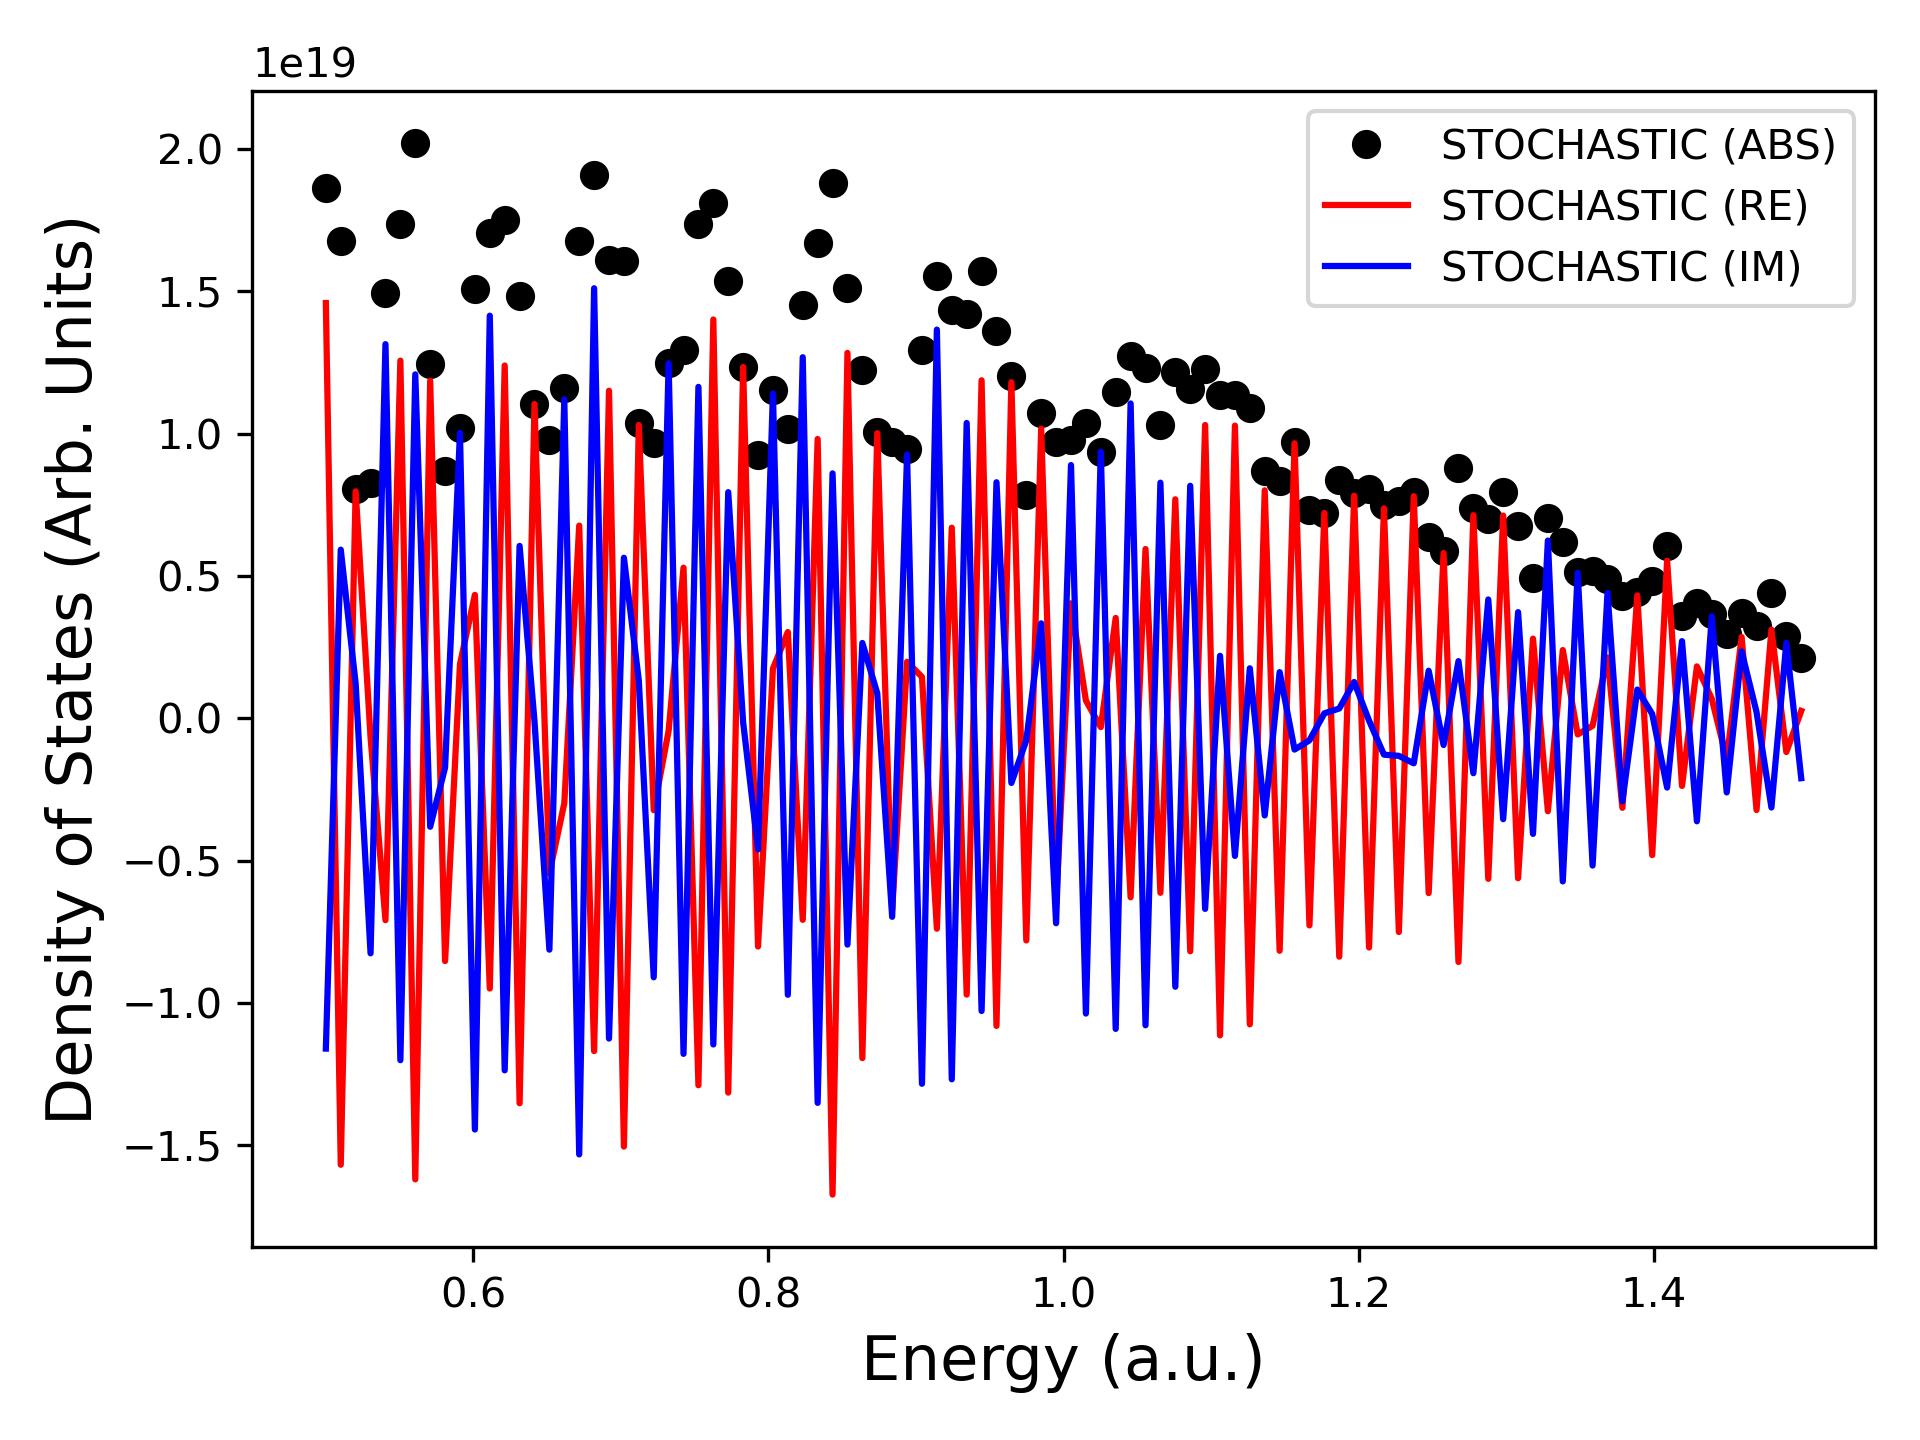 1e19
2.0
1.5
1.0
0.5
0.0
−0.5
−1.0
−1.5
Density of States (Arb. Units)
STOCHASTIC (ABS)
STOCHASTIC (RE)
STOCHASTIC (IM)
0.6 0.8 1.0 1.2 1.4
Energy (a.u.)